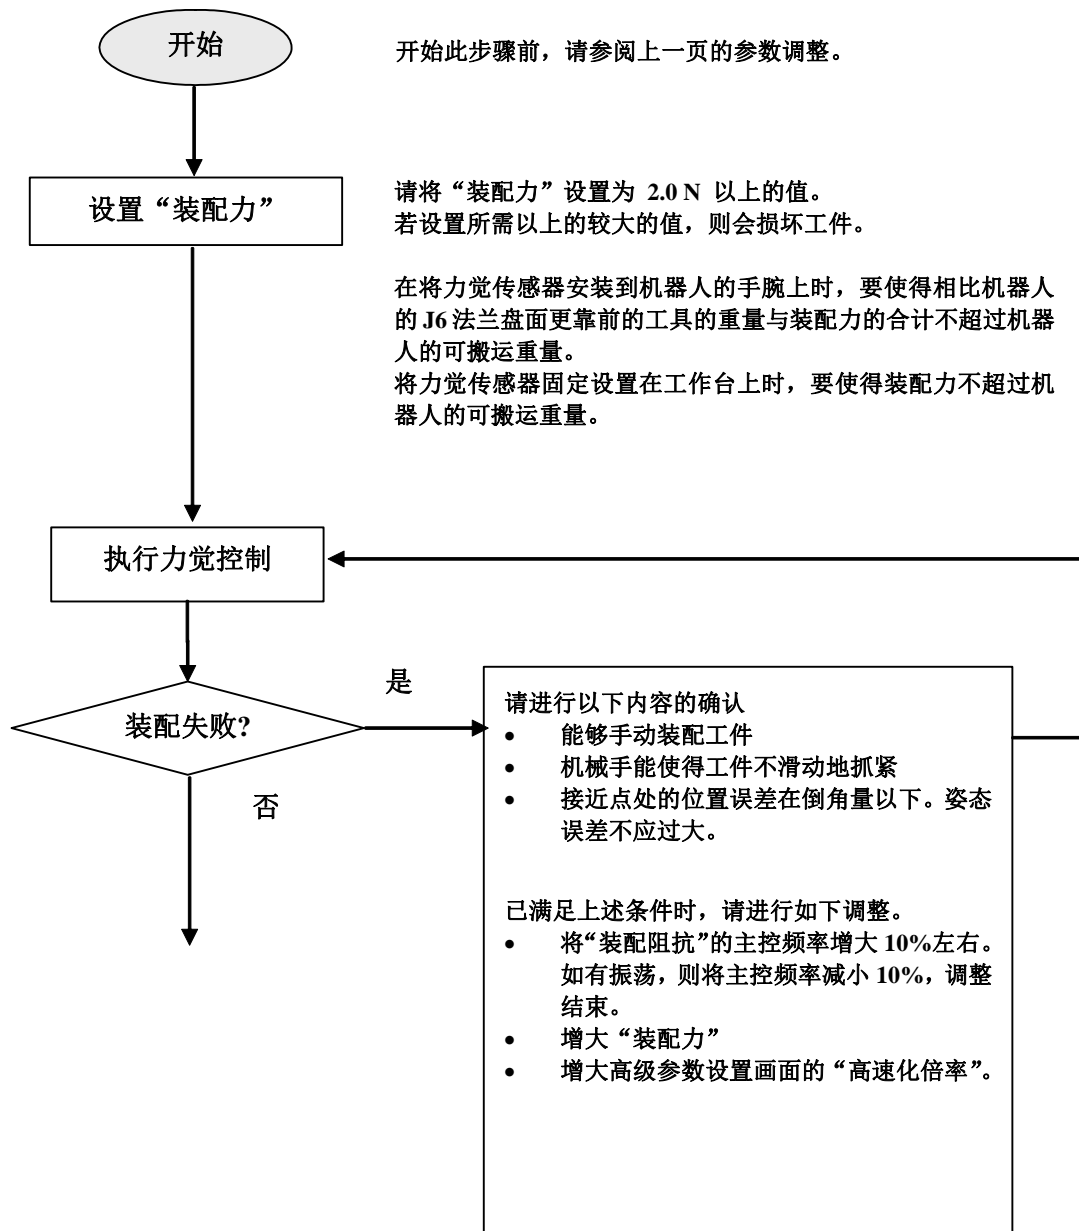 开始
开始此步骤前，请参阅上一页的参数调整。
设置“装配力”
请将“装配力”设置为 2.0 N 以上的值。
若设置所需以上的较大的值，则会损坏工件。
在将力觉传感器安装到机器人的手腕上时，要使得相比机器人
的 J6 法兰盘面更靠前的工具的重量与装配力的合计不超过机器
人的可搬运重量。
将力觉传感器固定设置在工作台上时，要使得装配力不超过机
器人的可搬运重量。
执行力觉控制
装配失败?
是
否
请进行以下内容的确认
• 能够手动装配工件
• 机械手能使得工件不滑动地抓紧
• 接近点处的位置误差在倒角量以下。姿态
误差不应过大。
已满足上述条件时，请进行如下调整。
• 将“装配阻抗”的主控频率增大 10%左右。
如有振荡，则将主控频率减小 10%，调整
结束。
• 增大“装配力”
• 增大高级参数设置画面的“高速化倍率”。